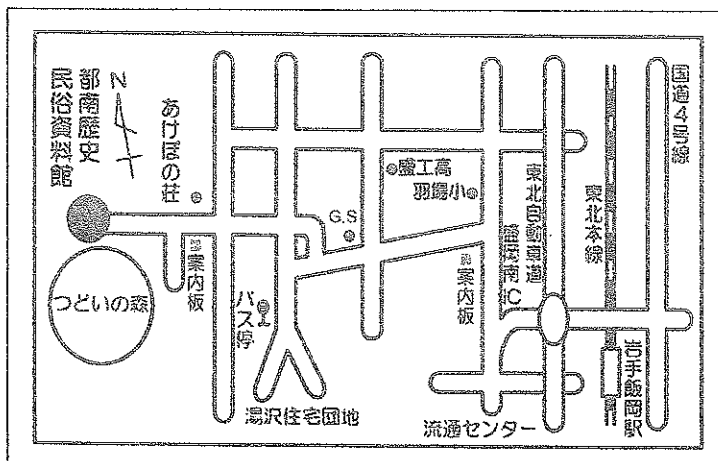 国道4号線
東北本線
岩手飯岡駅
東北自動車道
盛岡南IC
案内板
流通センター
盛工高
羽場小
G.S
バス停
湯沢住宅団地
案内板
あけぼの荘
N
都南歴史
民俗資料館
つどいの森